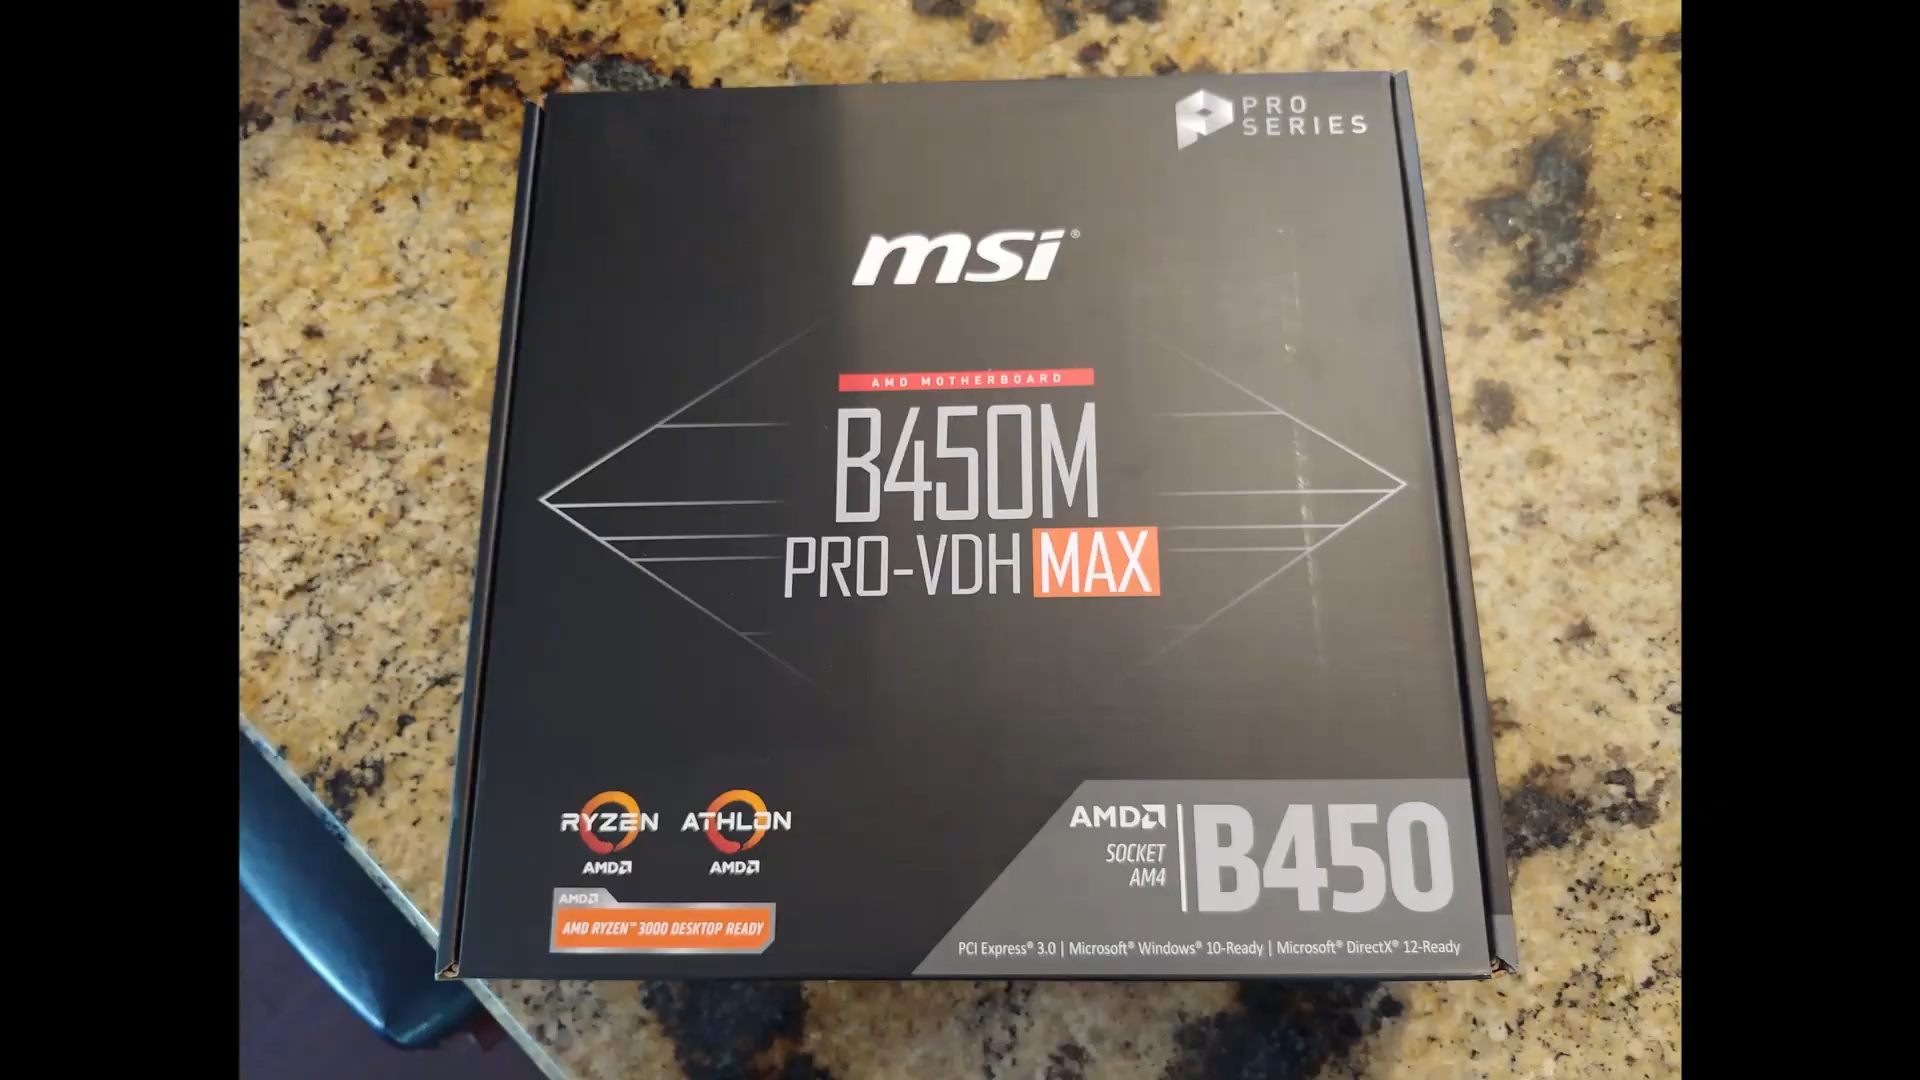 PRO
SERIES
msi®
AMD MOTHERBOARD
B450M
PRO-VDH MAX
RYZEN
AMD
ATHLON
AMD
AMD
AMD RYZEN™ 3000 DESKTOP READY
AMD
SOCKET
AM4
B450
PCI Express® 3.0 | Microsoft® Windows® 10-Ready | Microsoft® DirectX® 12-Ready